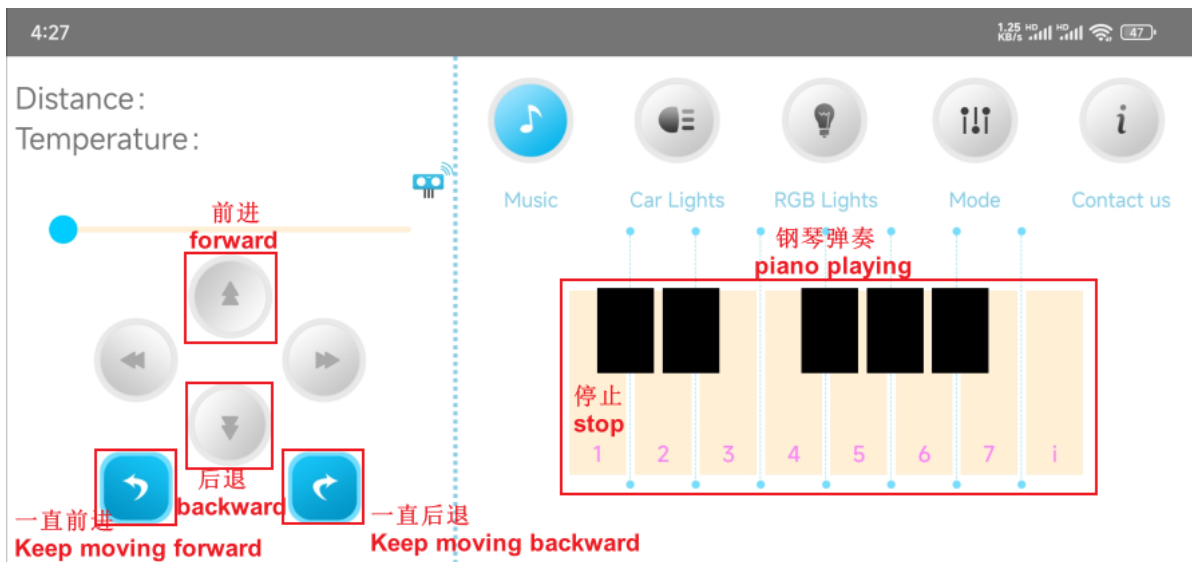 4:27
1.25 KB/s HD HD 47
Distance:
Temperature:
Music
Car Lights
RGB Lights
Mode
Contact us
前进
forward
钢琴弹奏
piano playing
停止
stop
1 2 3 4 5 6 7 i
后退
backward
一直前进
Keep moving forward
一直后退
Keep moving backward